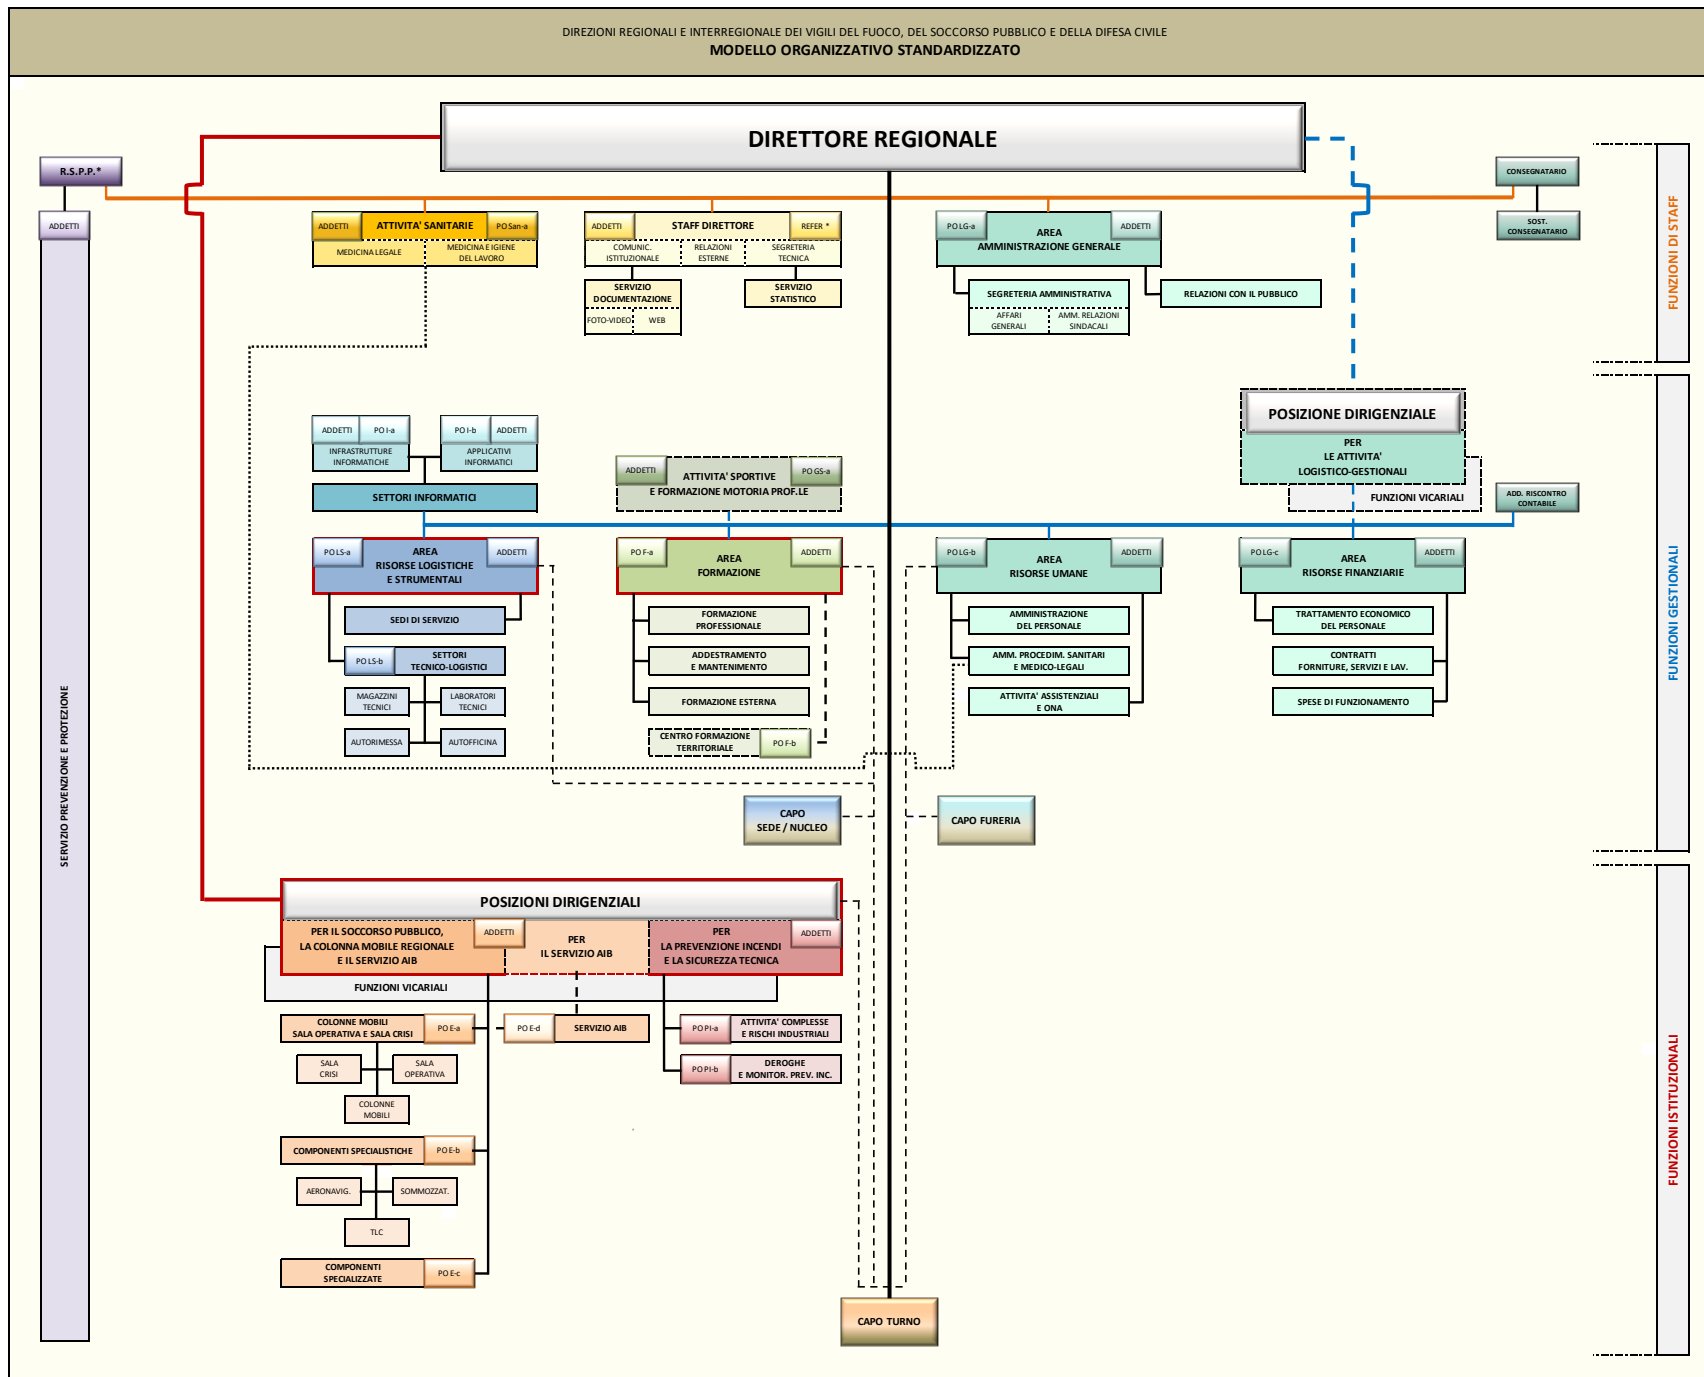 DIREZIONI REGIONALI E INTERREGIONALE DEI VIGILI DEL FUOCO, DEL SOCCORSO PUBBLICO E DELLA DIFESA CIVILE
MODELLO ORGANIZZATIVO STANDARDIZZATO
DIRETTORE REGIONALE
R.S.P.P.*
ADDETTI
CONSEGNATARIO
SOST.
CONSEGNATARIO
ADDETTI
ATTIVITA' SANITARIE
PO San-a
MEDICINA LEGALE
MEDICINA E IGIENE
DEL LAVORO
ADDETTI
STAFF DIRETTORE
REFER *
COMUNIC.
ISTITUZIONALE
RELAZIONI
ESTERNE
SEGRETERIA
TECNICA
SERVIZIO
DOCUMENTAZIONE
FOTO-VIDEO
WEB
SERVIZIO
STATISTICO
PO LG-a
AREA
AMMINISTRAZIONE GENERALE
ADDETTI
SEGRETERIA AMMINISTRATIVA
AFFARI
GENERALI
AMM. RELAZIONI
SINDACALI
RELAZIONI CON IL PUBBLICO
FUNZIONI DI STAFF
POSIZIONE DIRIGENZIALE
PER
LE ATTIVITA'
LOGISTICO-GESTIONALI
FUNZIONI VICARIALI
ADD. RISCONTRO
CONTABILE
ADDETTI
PO I-a
INFRASTRUTTURE
INFORMATICHE
PO I-b
ADDETTI
APPLICATIVI
INFORMATICI
SETTORI INFORMATICI
ADDETTI
ATTIVITA' SPORTIVE
E FORMAZIONE MOTORIA PROF.LE
PO GS-a
PO LS-a
AREA
RISORSE LOGISTICHE
E STRUMENTALI
ADDETTI
SEDI DI SERVIZIO
PO LS-b
SETTORI
TECNICO-LOGISTICI
MAGAZZINI
TECNICI
LABORATORI
TECNICI
AUTORIMESSA
AUTOFFICINA
PO F-a
AREA
FORMAZIONE
ADDETTI
FORMAZIONE
PROFESSIONALE
ADDESTRAMENTO
E MANTENIMENTO
FORMAZIONE ESTERNA
CENTRO FORMAZIONE
TERRITORIALE
PO F-b
PO LG-b
AREA
RISORSE UMANE
ADDETTI
AMMINISTRAZIONE
DEL PERSONALE
AMM. PROCEDIM. SANITARI
E MEDICO-LEGALI
ATTIVITA' ASSISTENZIALI
E ONA
PO LG-c
AREA
RISORSE FINANZIARIE
ADDETTI
TRATTAMENTO ECONOMICO
DEL PERSONALE
CONTRATTI
FORNITURE, SERVIZI E LAV.
SPESE DI FUNZIONAMENTO
FUNZIONI GESTIONALI
SERVIZIO PREVENZIONE E PROTEZIONE
CAPO
SEDE / NUCLEO
CAPO FURERIA
POSIZIONI DIRIGENZIALI
PER IL SOCCORSO PUBBLICO,
LA COLONNA MOBILE REGIONALE
E IL SERVIZIO AIB
ADDETTI
PER
IL SERVIZIO AIB
PER
LA PREVENZIONE INCENDI
E LA SICUREZZA TECNICA
ADDETTI
FUNZIONI VICARIALI
COLONNE MOBILI
SALA OPERATIVA E SALA CRISI
PO E-a
PO E-d
SERVIZIO AIB
PO PI-a
ATTIVITA' COMPLESSE
E RISCHI INDUSTRIALI
PO PI-b
DEROGHE
E MONITOR. PREV. INC.
SALA
CRISI
SALA
OPERATIVA
COLONNE
MOBILI
COMPONENTI SPECIALISTICHE
PO E-b
AERONAVIG.
SOMMOZZAT.
TLC
COMPONENTI
SPECIALIZZATE
PO E-c
CAPO TURNO
FUNZIONI ISTITUZIONALI